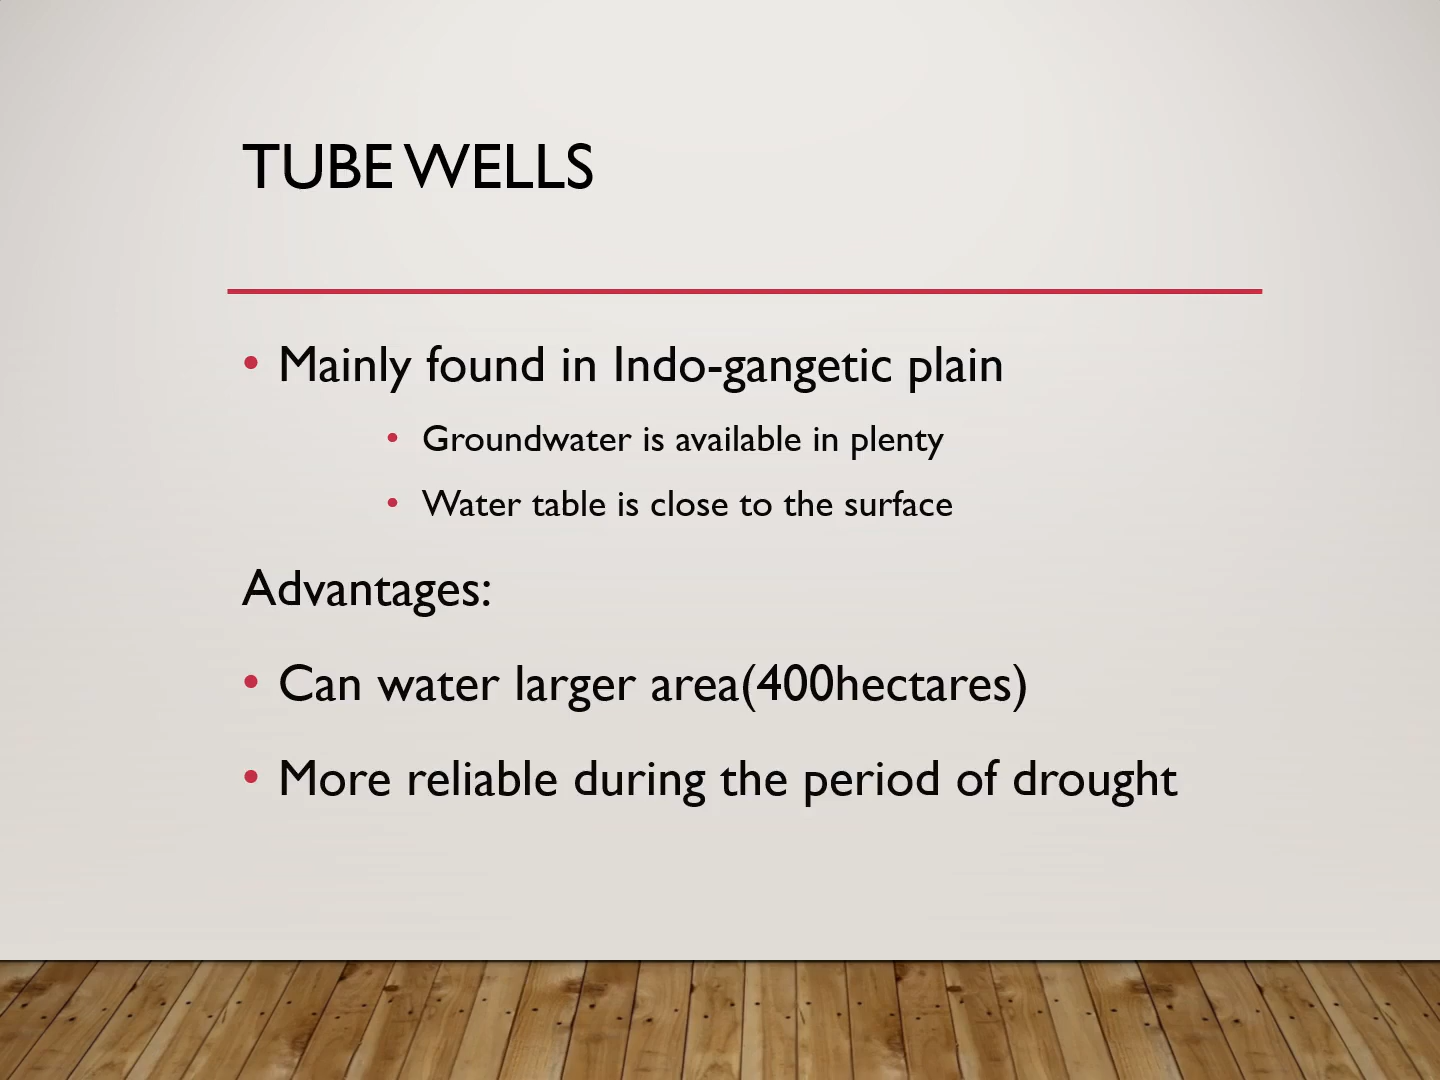 TUBE WELLS
• Mainly found in Indo-gangetic plain
• Groundwater is available in plenty
• Water table is close to the surface
Advantages:
• Can water larger area(400hectares)
• More reliable during the period of drought